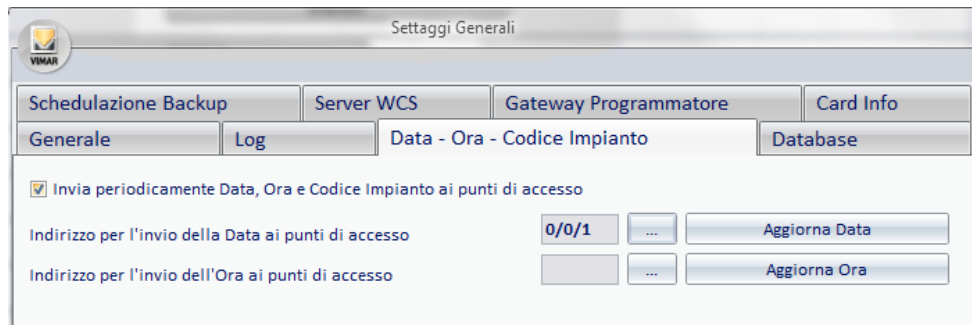 Settaggi Generali
VIMAR
Schedulazione Backup Server WCS Gateway Programmatore Card Info
Generale Log Data - Ora - Codice Impianto Database
Invia periodicamente Data, Ora e Codice Impianto ai punti di accesso
Indirizzo per l'invio della Data ai punti di accesso 0/0/1 ... Aggiorna Data
Indirizzo per l'invio dell'Ora ai punti di accesso ... Aggiorna Ora